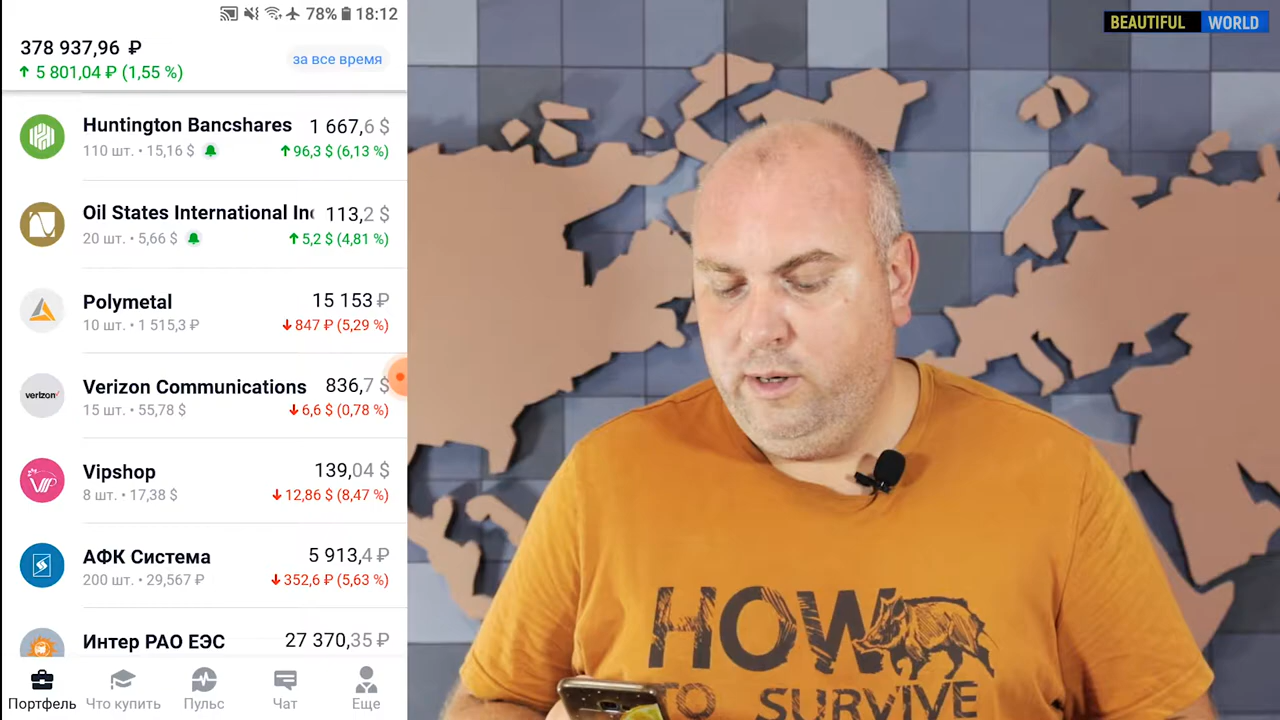 78% 18:12
378 937,96 ₽
5 801,04 ₽ (1,55 %)
за все время
Huntington Bancshares 1 667,6 $
110 шт. • 15,16 $ 96,3 $ (6,13 %)
Oil States International Inc 113,2 $
20 шт. • 5,66 $ 5,2 $ (4,81 %)
Polymetal 15 153 ₽
10 шт. • 1 515,3 ₽ 847 ₽ (5,29 %)
verizon
Verizon Communications 836,7 $
15 шт. • 55,78 $ 6,6 $ (0,78 %)
Vipshop 139,04 $
8 шт. • 17,38 $ 12,86 $ (8,47 %)
АФК Система 5 913,4 ₽
200 шт. • 29,567 ₽ 352,6 ₽ (5,63 %)
Интер РАО ЕЭС 27 370,35 ₽
Портфель Что купить Пульс Чат Еще
BEAUTIFUL WORLD
HOW
TO SURVIVE